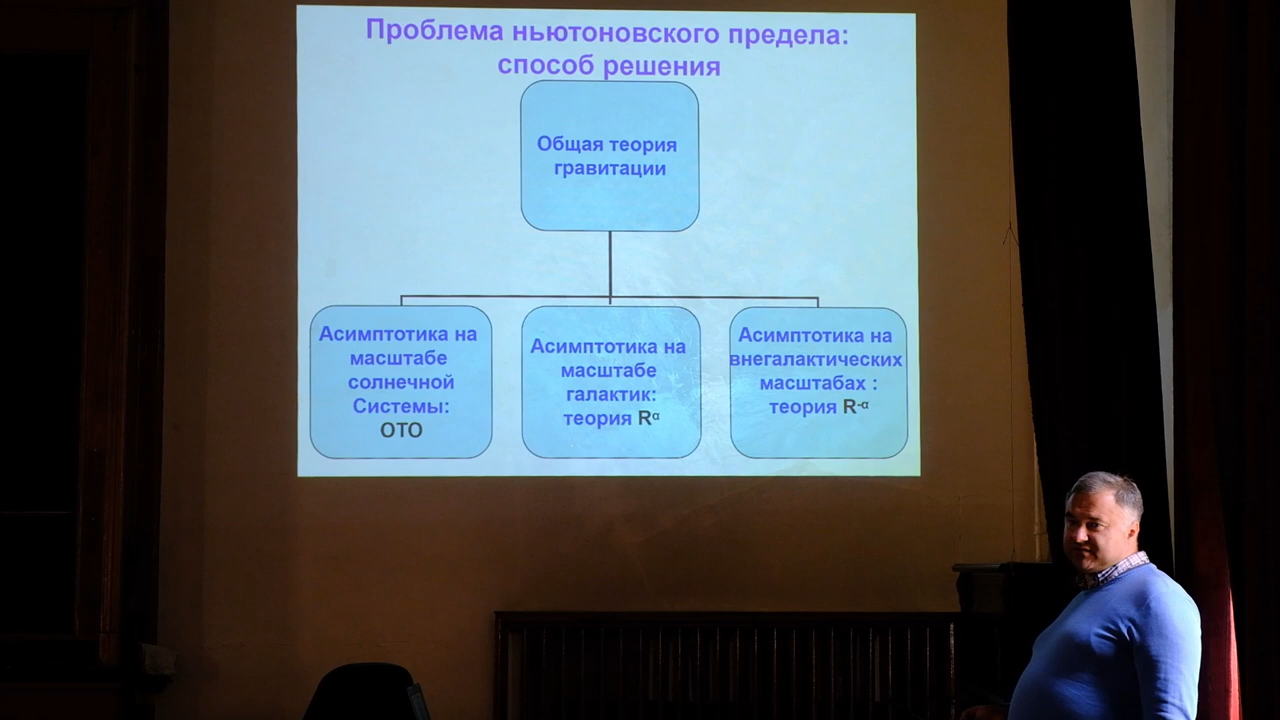 Проблема ньютоновского предела:
способ решения
Общая теория
гравитации
Асимптотика на
масштабе
солнечной
Системы:
ОТО
Асимптотика на
масштабе
галактик:
теория Rᵅ
Асимптотика на
внегалактических
масштабах :
теория R⁻ᵅ